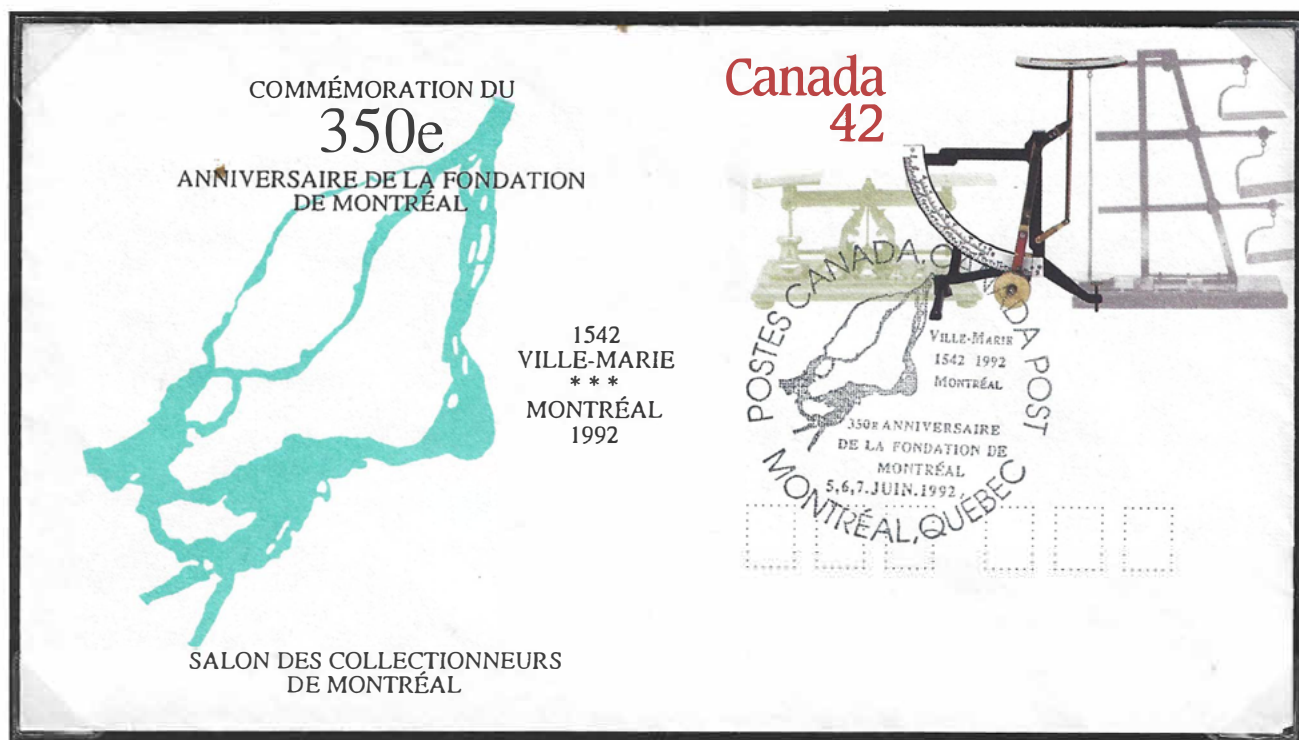 COMMÉMORATION DU
350e
ANNIVERSAIRE DE LA FONDATION
DE MONTRÉAL
1542
VILLE-MARIE
* * *
MONTRÉAL
1992
SALON DES COLLECTIONNEURS
DE MONTRÉAL
Canada
42
POSTES CANADA, CANADA POST
VILLE-MARIE
1542 1992
MONTRÉAL
350E ANNIVERSAIRE
DE LA FONDATION DE
MONTRÉAL
5,6,7.JUIN.1992,
MONTRÉAL, QUÉBEC